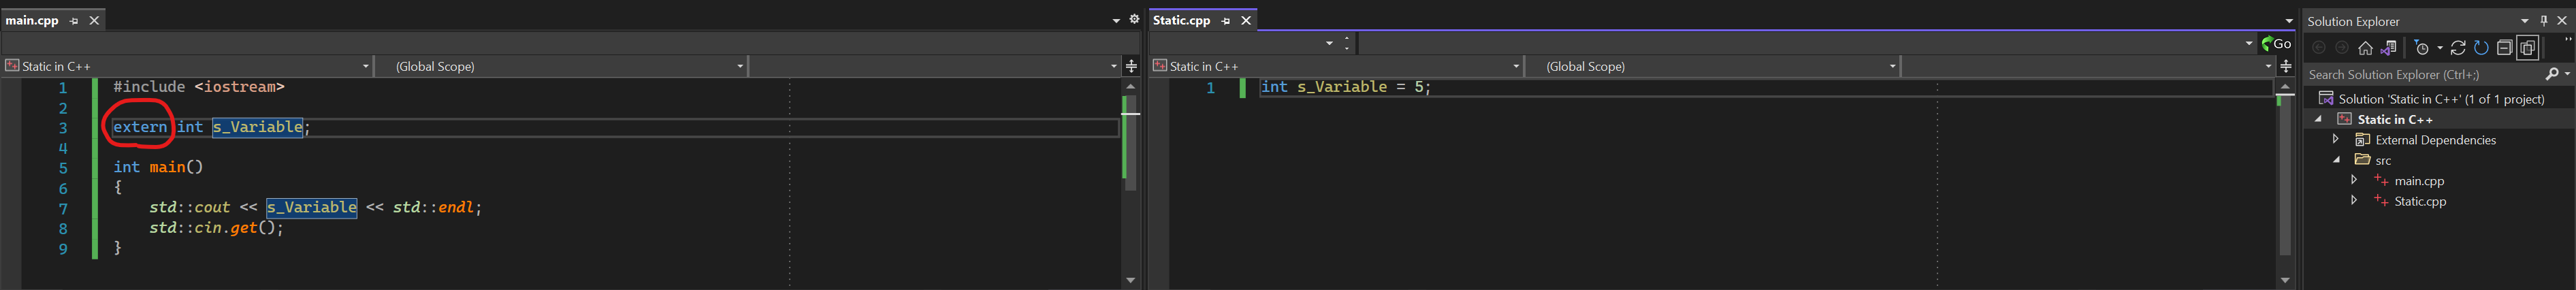 main.cpp
Static in C++ (Global Scope)
1 #include <iostream>
2
3 extern int s_Variable;
4
5 int main()
6 {
7 std::cout << s_Variable << std::endl;
8 std::cin.get();
9 }
Static.cpp
Go
Static in C++ (Global Scope)
1 int s_Variable = 5;
Solution Explorer
Search Solution Explorer (Ctrl+;)
Solution 'Static in C++' (1 of 1 project)
Static in C++
External Dependencies
src
main.cpp
Static.cpp